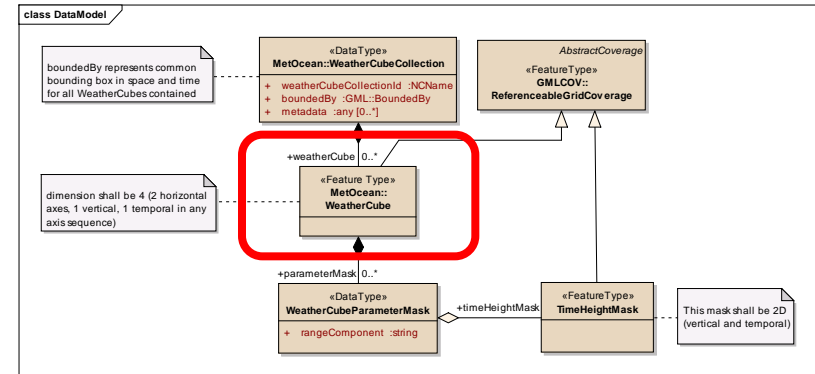 class DataModel
boundedBy represents common
bounding box in space and time
for all WeatherCubes contained
«DataType»
MetOcean::WeatherCubeCollection
+ weatherCubeCollectionId :NCName
+ boundedBy :GML::BoundedBy
+ metadata :any [0..*]
AbstractCoverage
«FeatureType»
GMLCOV::
ReferenceableGridCoverage
+weatherCube 0..*
dimension shall be 4 (2 horizontal
axes, 1 vertical, 1 temporal in any
axis sequence)
«Feature Type»
MetOcean::
WeatherCube
+parameterMask 0..*
«DataType»
WeatherCubeParameterMask
+ rangeComponent :string
+timeHeightMask
«FeatureType»
TimeHeightMask
This mask shall be 2D
(vertical and temporal)